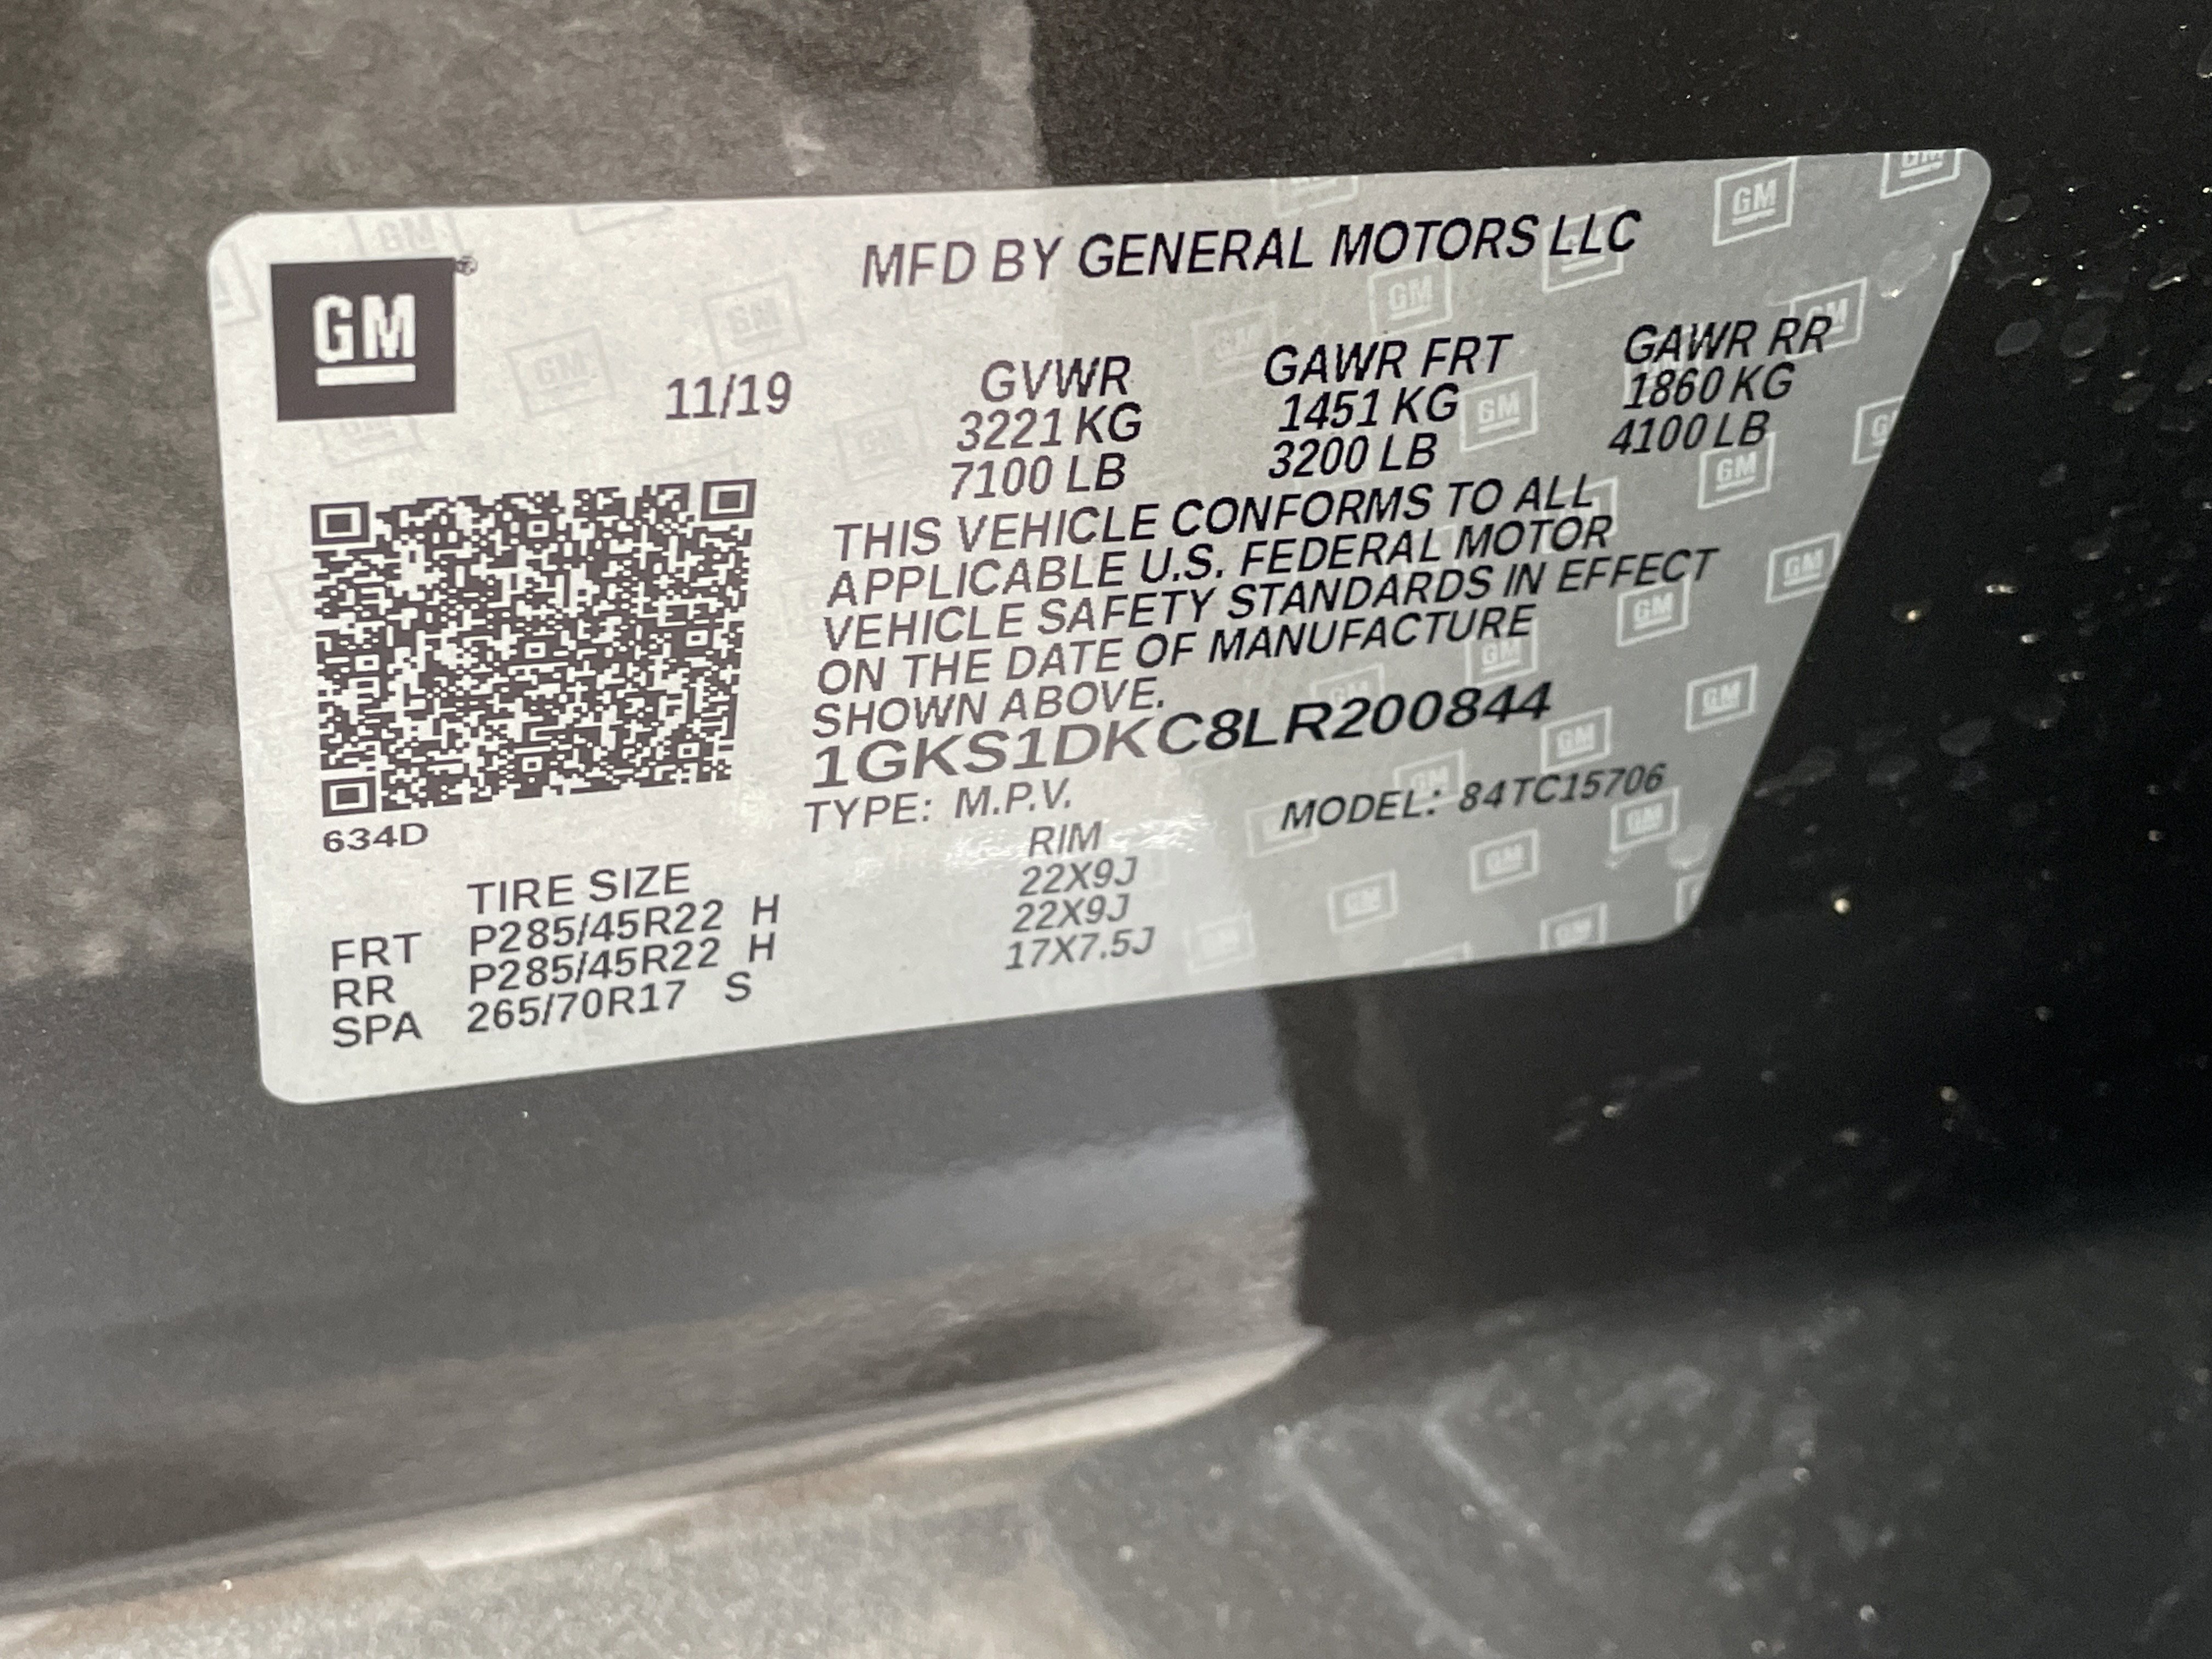 GM
MFD BY GENERAL MOTORS LLC
11/19
GVWR GAWR FRT GAWR RR
3221 KG 1451 KG 1860 KG
7100 LB 3200 LB 4100 LB
THIS VEHICLE CONFORMS TO ALL
APPLICABLE U.S. FEDERAL MOTOR
VEHICLE SAFETY STANDARDS IN EFFECT
ON THE DATE OF MANUFACTURE
SHOWN ABOVE.
1GKS1DKC8LR200844
TYPE: M.P.V. MODEL: 84TC15706
634D
TIRE SIZE RIM
FRT P285/45R22 H 22X9J
RR P285/45R22 H 22X9J
SPA 265/70R17 S 17X7.5J